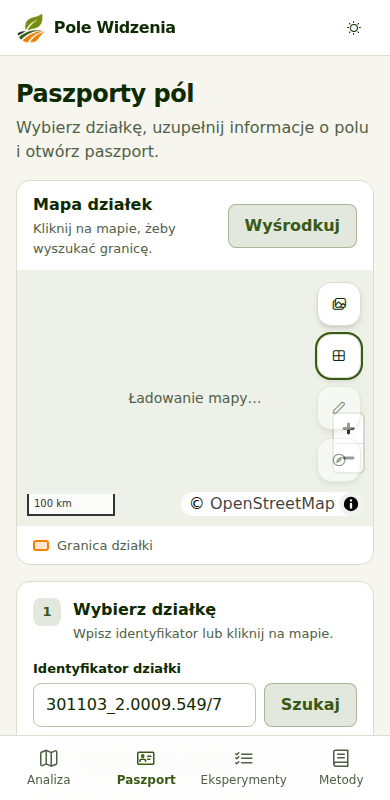 Pole Widzenia
Paszporty pól
Wybierz działkę, uzupełnij informacje o polu
i otwórz paszport.
Mapa działek
Kliknij na mapie, żeby
wyszukać granicę.
Wyśrodkuj
Ładowanie mapy…
100 km
© OpenStreetMap
Granica działki
1
Wybierz działkę
Wpisz identyfikator lub kliknij na mapie.
Identyfikator działki
301103_2.0009.549/7
Szukaj
Analiza
Paszport
Eksperymenty
Metody